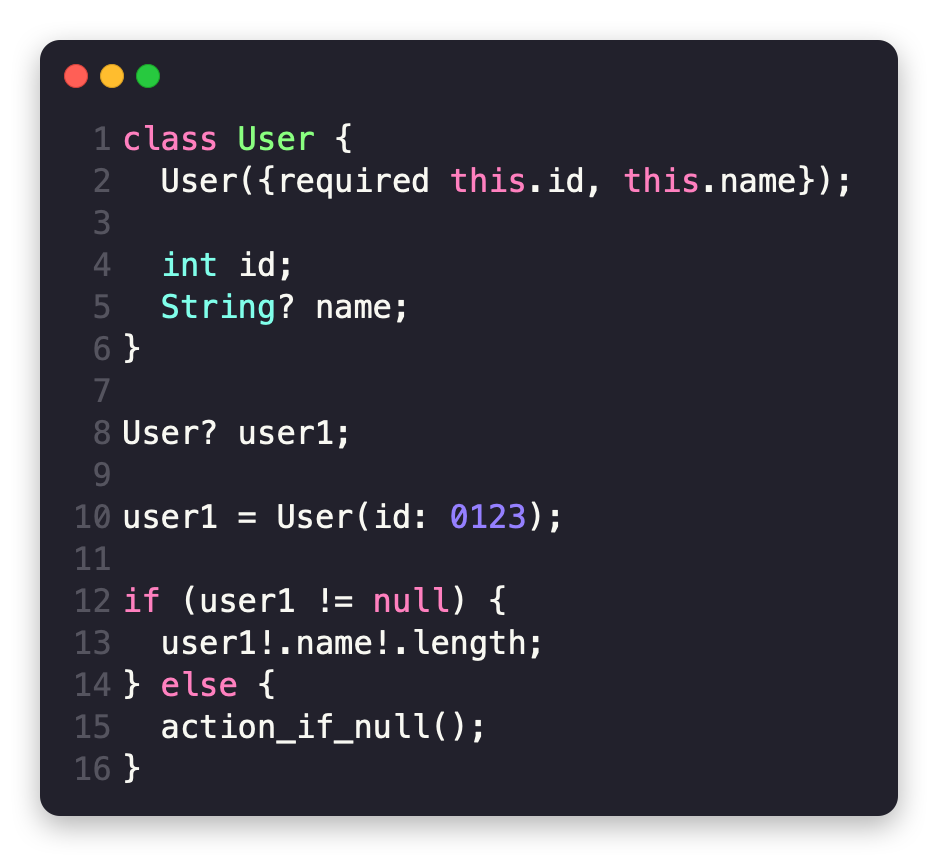 1 class User {
2   User({required this.id, this.name});
3
4   int id;
5   String? name;
6 }
7
8 User? user1;
9
10 user1 = User(id: 0123);
11
12 if (user1 != null) {
13   user1!.name!.length;
14 } else {
15   action_if_null();
16 }